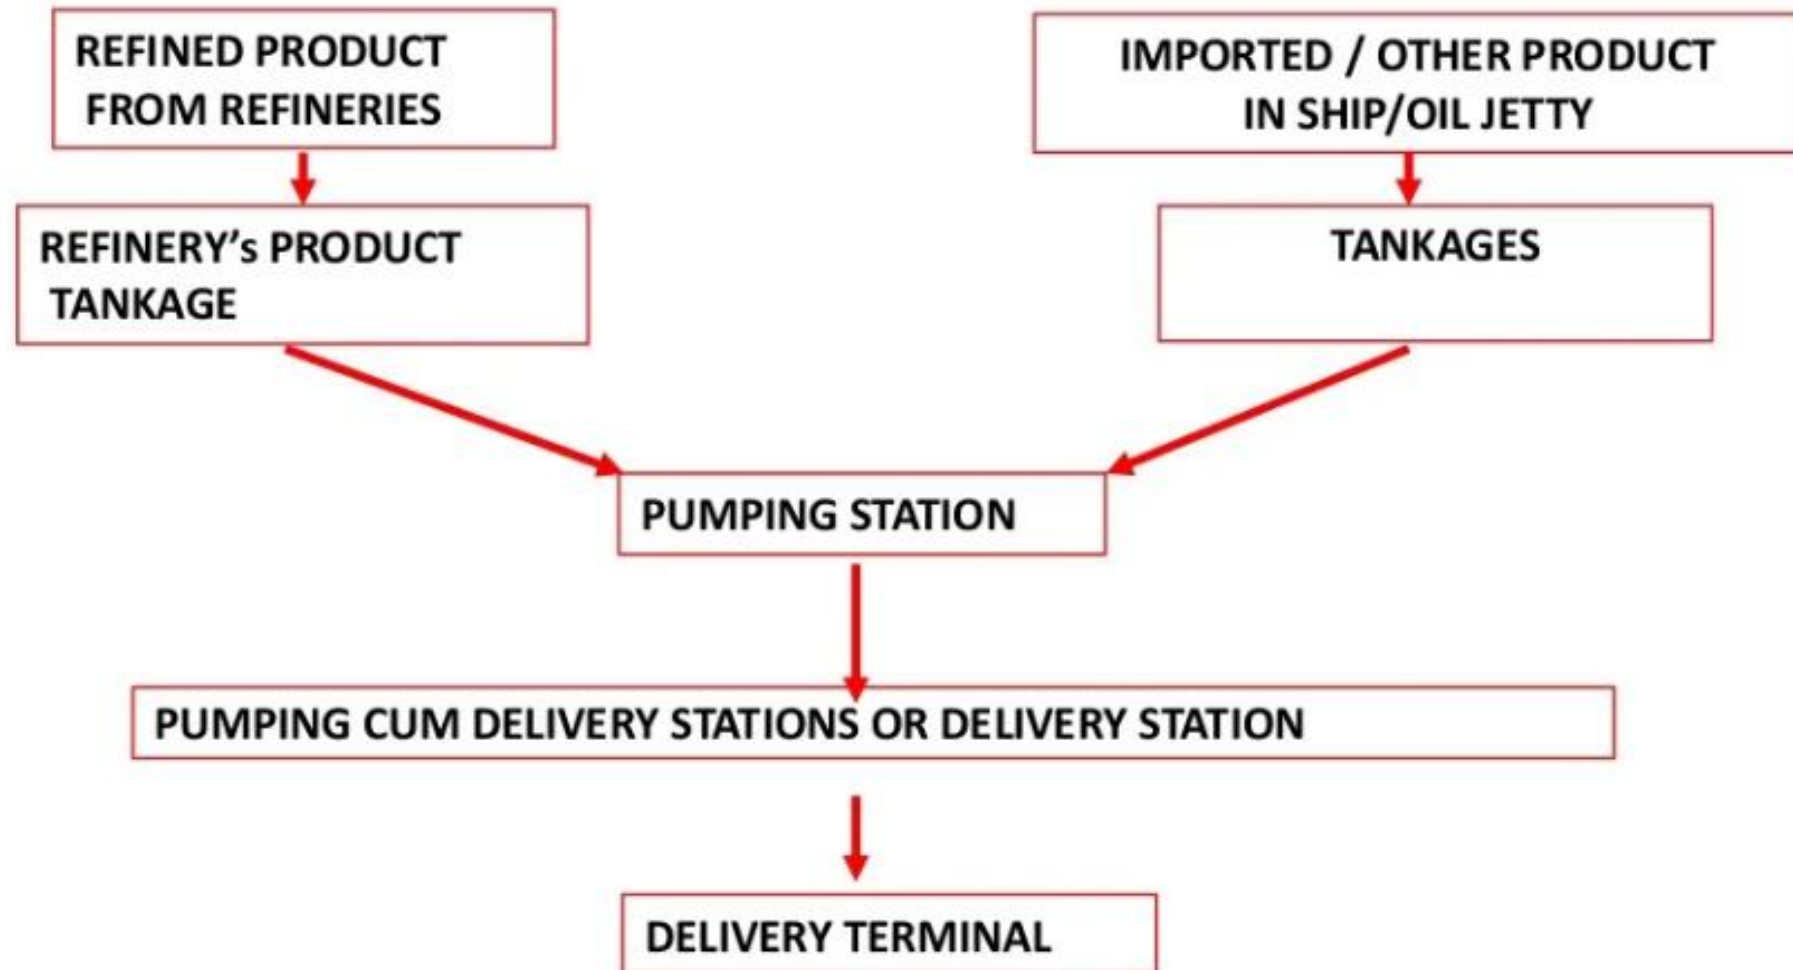 REFINED PRODUCT
FROM REFINERIES
IMPORTED / OTHER PRODUCT
IN SHIP/OIL JETTY
REFINERY’s PRODUCT
TANKAGE
TANKAGES
PUMPING STATION
PUMPING CUM DELIVERY STATIONS OR DELIVERY STATION
DELIVERY TERMINAL